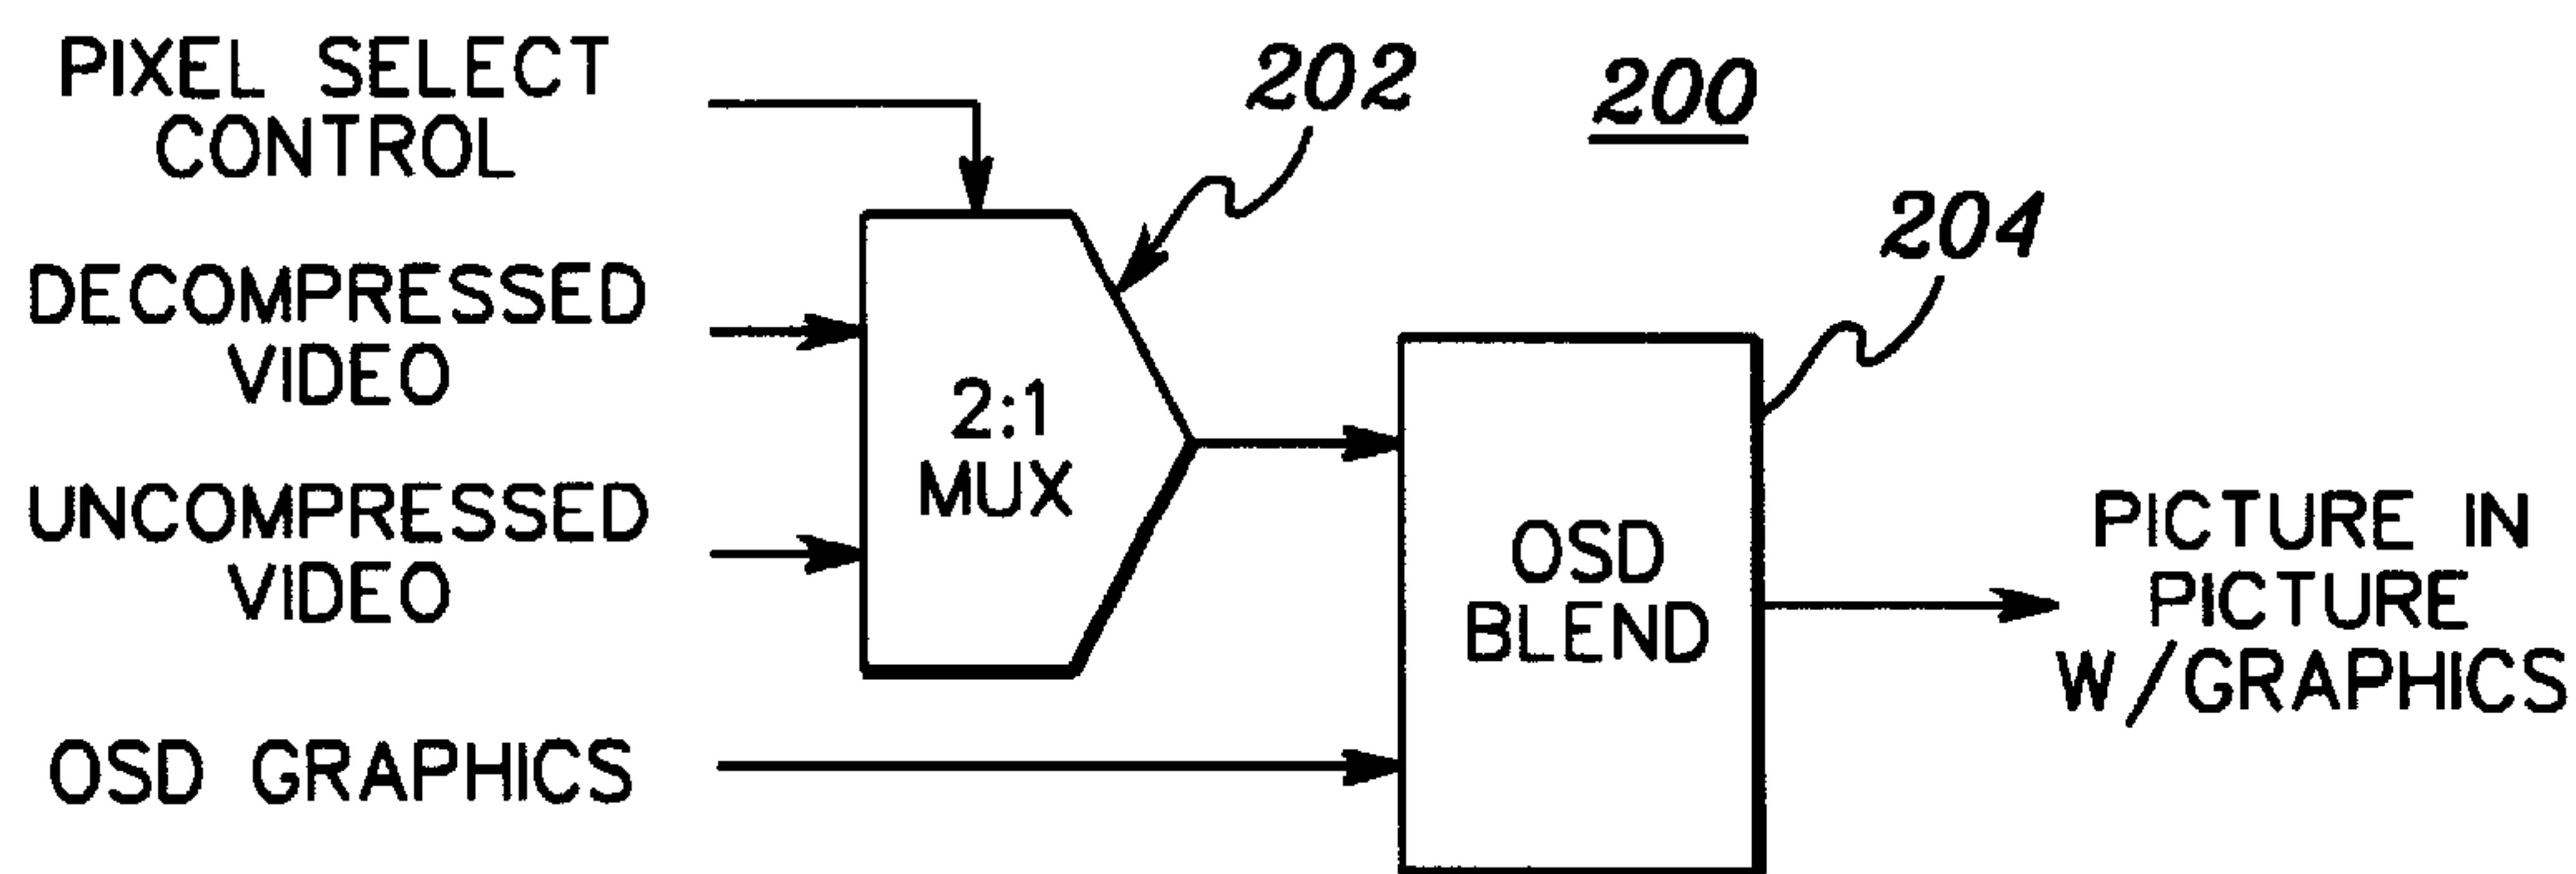 PIXEL SELECT
CONTROL
202
200
204
DECOMPRESSED
VIDEO
2:1
MUX
UNCOMPRESSED
VIDEO
OSD
BLEND
PICTURE IN
PICTURE
W/GRAPHICS
OSD GRAPHICS